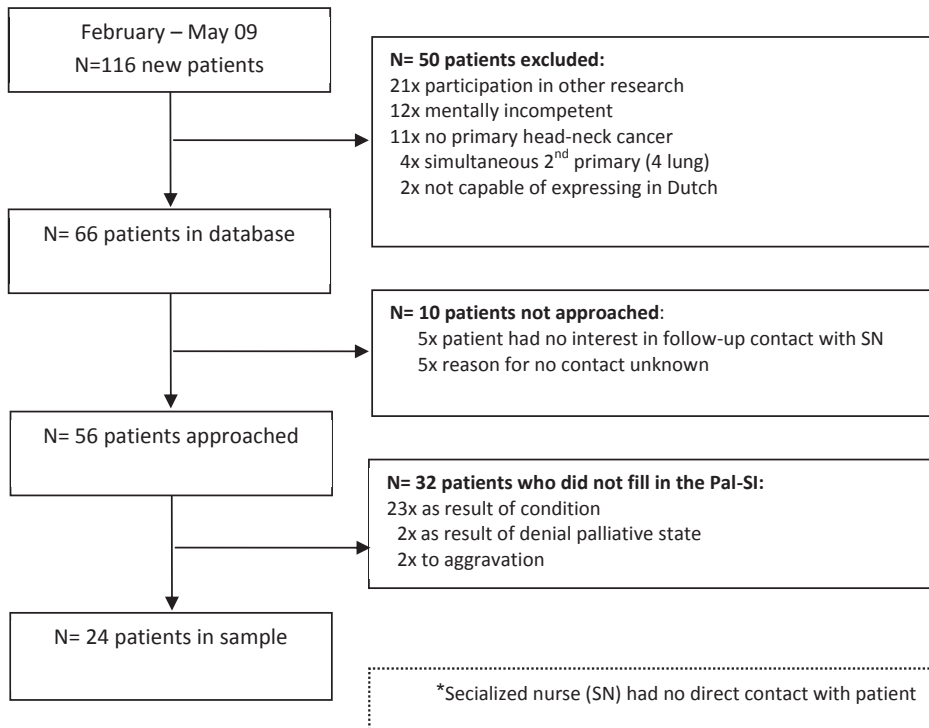 February – May 09
N=116 new patients
N= 50 patients excluded:
21x participation in other research
12x mentally incompetent
11x no primary head-neck cancer
4x simultaneous 2nd primary (4 lung)
2x not capable of expressing in Dutch
N= 66 patients in database
N= 10 patients not approached:
5x patient had no interest in follow-up contact with SN
5x reason for no contact unknown
N= 56 patients approached
N= 32 patients who did not fill in the Pal-SI:
23x as result of condition
2x as result of denial palliative state
2x to aggravation
N= 24 patients in sample
*Secialized nurse (SN) had no direct contact with patient